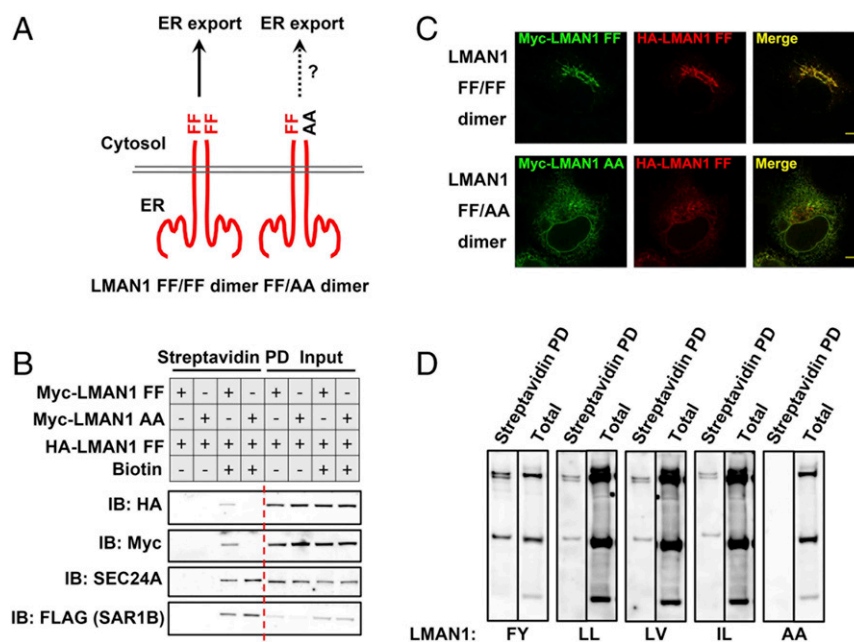 A
ER export ER export
?
FF FF FF AA
Cytosol
ER
LMAN1 FF/FF dimer FF/AA dimer
B
Streptavidin PD Input
Myc-LMAN1 FF + - + - + - + -
Myc-LMAN1 AA - + - + - + - +
HA-LMAN1 FF + + + + + + + +
Biotin - - + + - - + +
IB: HA
IB: Myc
IB: SEC24A
IB: FLAG (SAR1B)
C
Myc-LMAN1 FF HA-LMAN1 FF Merge
LMAN1
FF/FF
dimer
Myc-LMAN1 AA HA-LMAN1 FF Merge
LMAN1
FF/AA
dimer
D
Streptavidin PD Total Streptavidin PD Total Streptavidin PD Total Streptavidin PD Total Streptavidin PD Total
LMAN1: FY LL LV IL AA